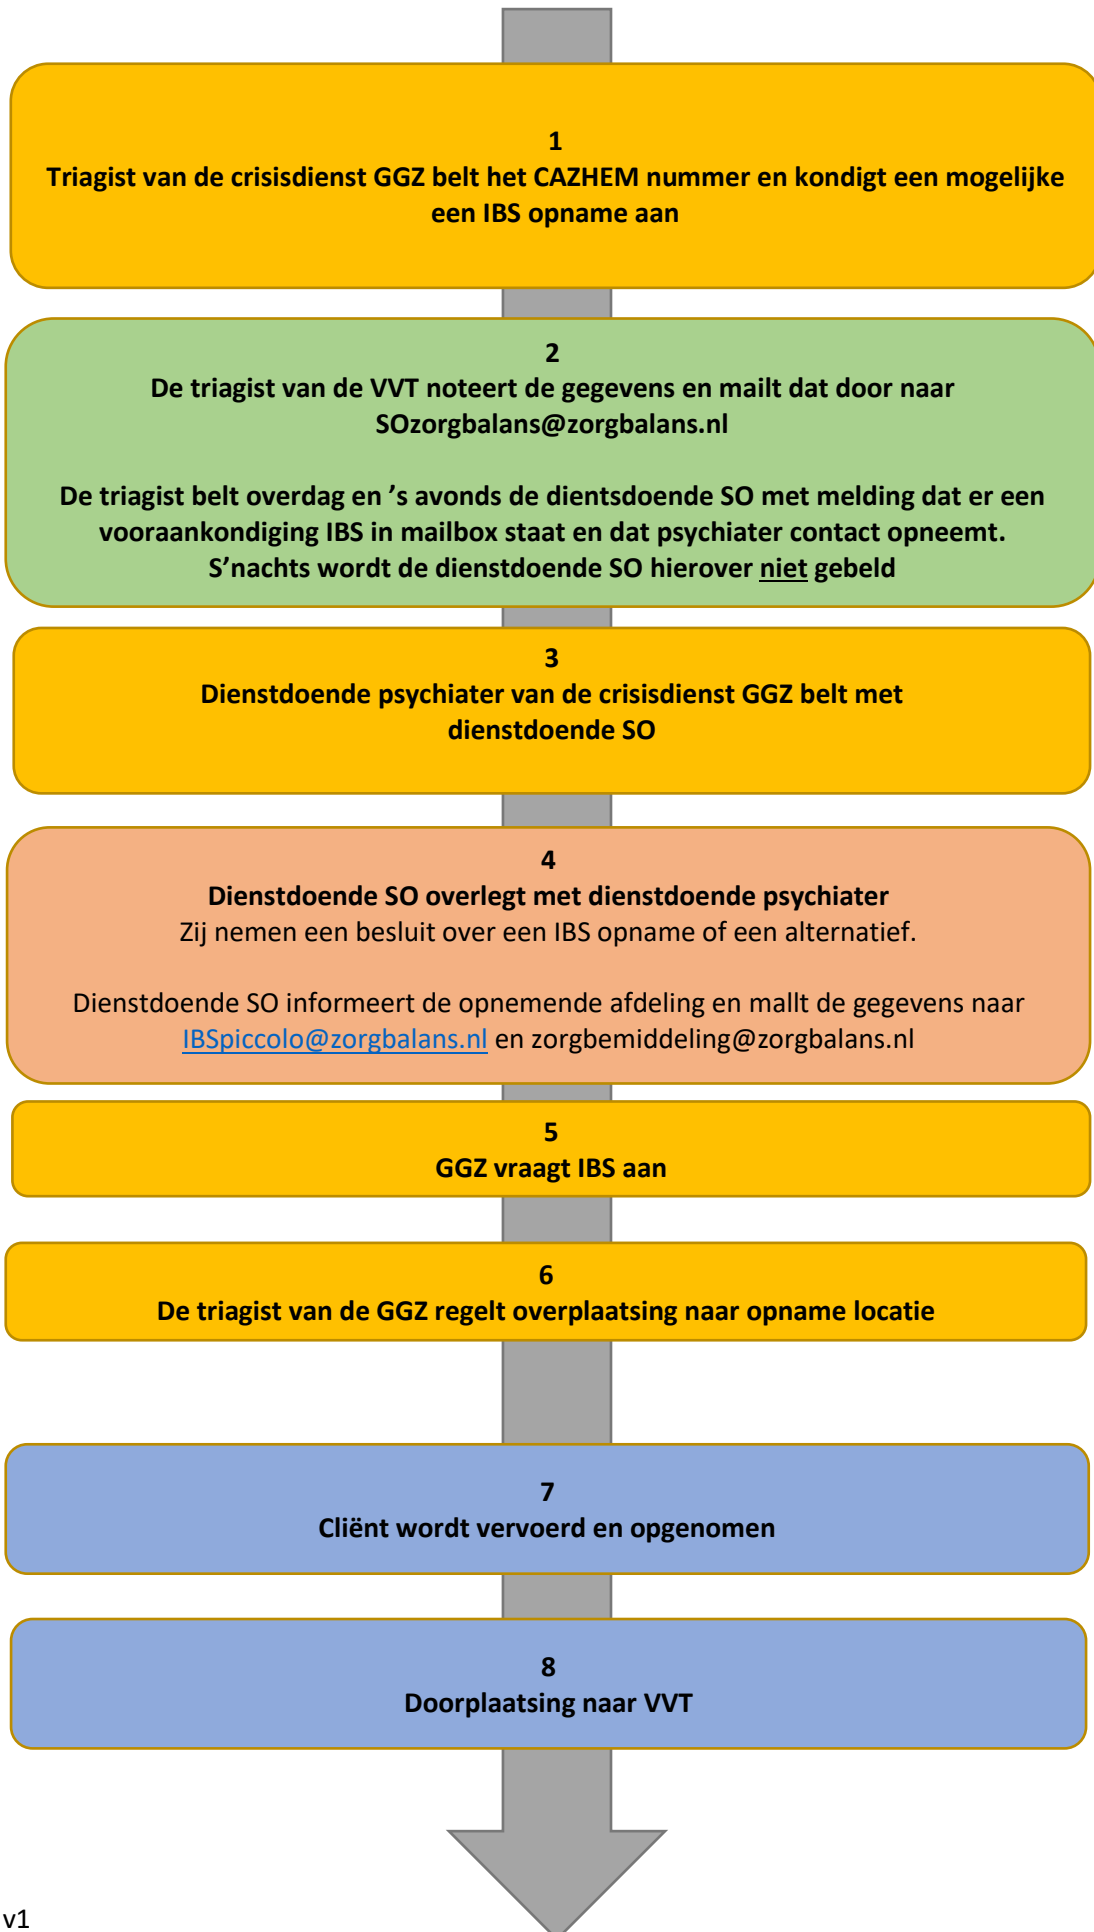 1
Triagist van de crisisdienst GGZ belt het CAZHEM nummer en kondigt een mogelijke
een IBS opname aan
2
De triagist van de VVT noteert de gegevens en mailt dat door naar
SOzorgbalans@zorgbalans.nl
De triagist belt overdag en ’s avonds de dientsdoende SO met melding dat er een
vooraankondiging IBS in mailbox staat en dat psychiater contact opneemt.
S’nachts wordt de dienstdoende SO hierover niet gebeld
3
Dienstdoende psychiater van de crisisdienst GGZ belt met
dienstdoende SO
4
Dienstdoende SO overlegt met dienstdoende psychiater
Zij nemen een besluit over een IBS opname of een alternatief.
Dienstdoende SO informeert de opnemende afdeling en mallt de gegevens naar
IBSpiccolo@zorgbalans.nl en zorgbemiddeling@zorgbalans.nl
5
GGZ vraagt IBS aan
6
De triagist van de GGZ regelt overplaatsing naar opname locatie
7
Cliënt wordt vervoerd en opgenomen
8
Doorplaatsing naar VVT
v1